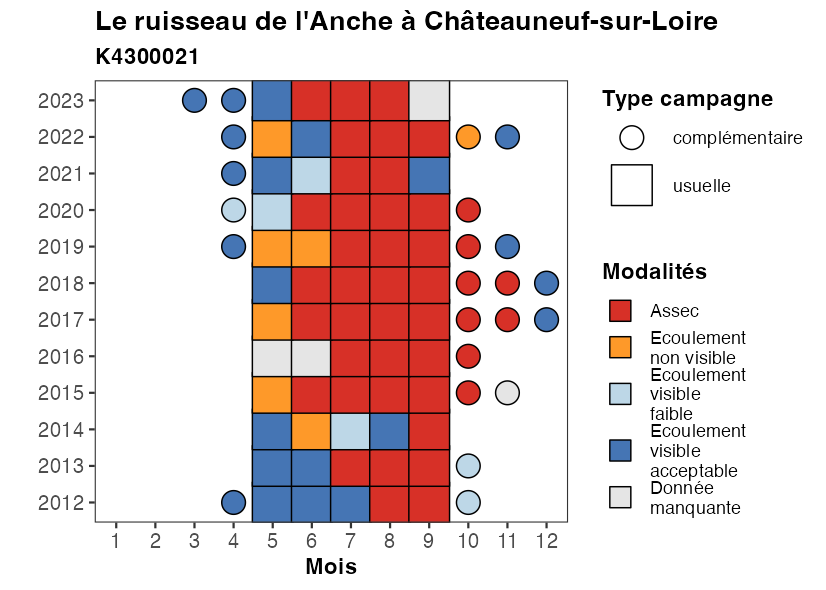 Le ruisseau de l'Anche à Châteauneuf-sur-Loire
K4300021
2023
2022
2021
2020
2019
2018
2017
2016
2015
2014
2013
2012
1 2 3 4 5 6 7 8 9 10 11 12
Mois
Type campagne
complémentaire
usuelle
Modalités
Assec
Ecoulement
non visible
Ecoulement
visible
faible
Ecoulement
visible
acceptable
Donnée
manquante